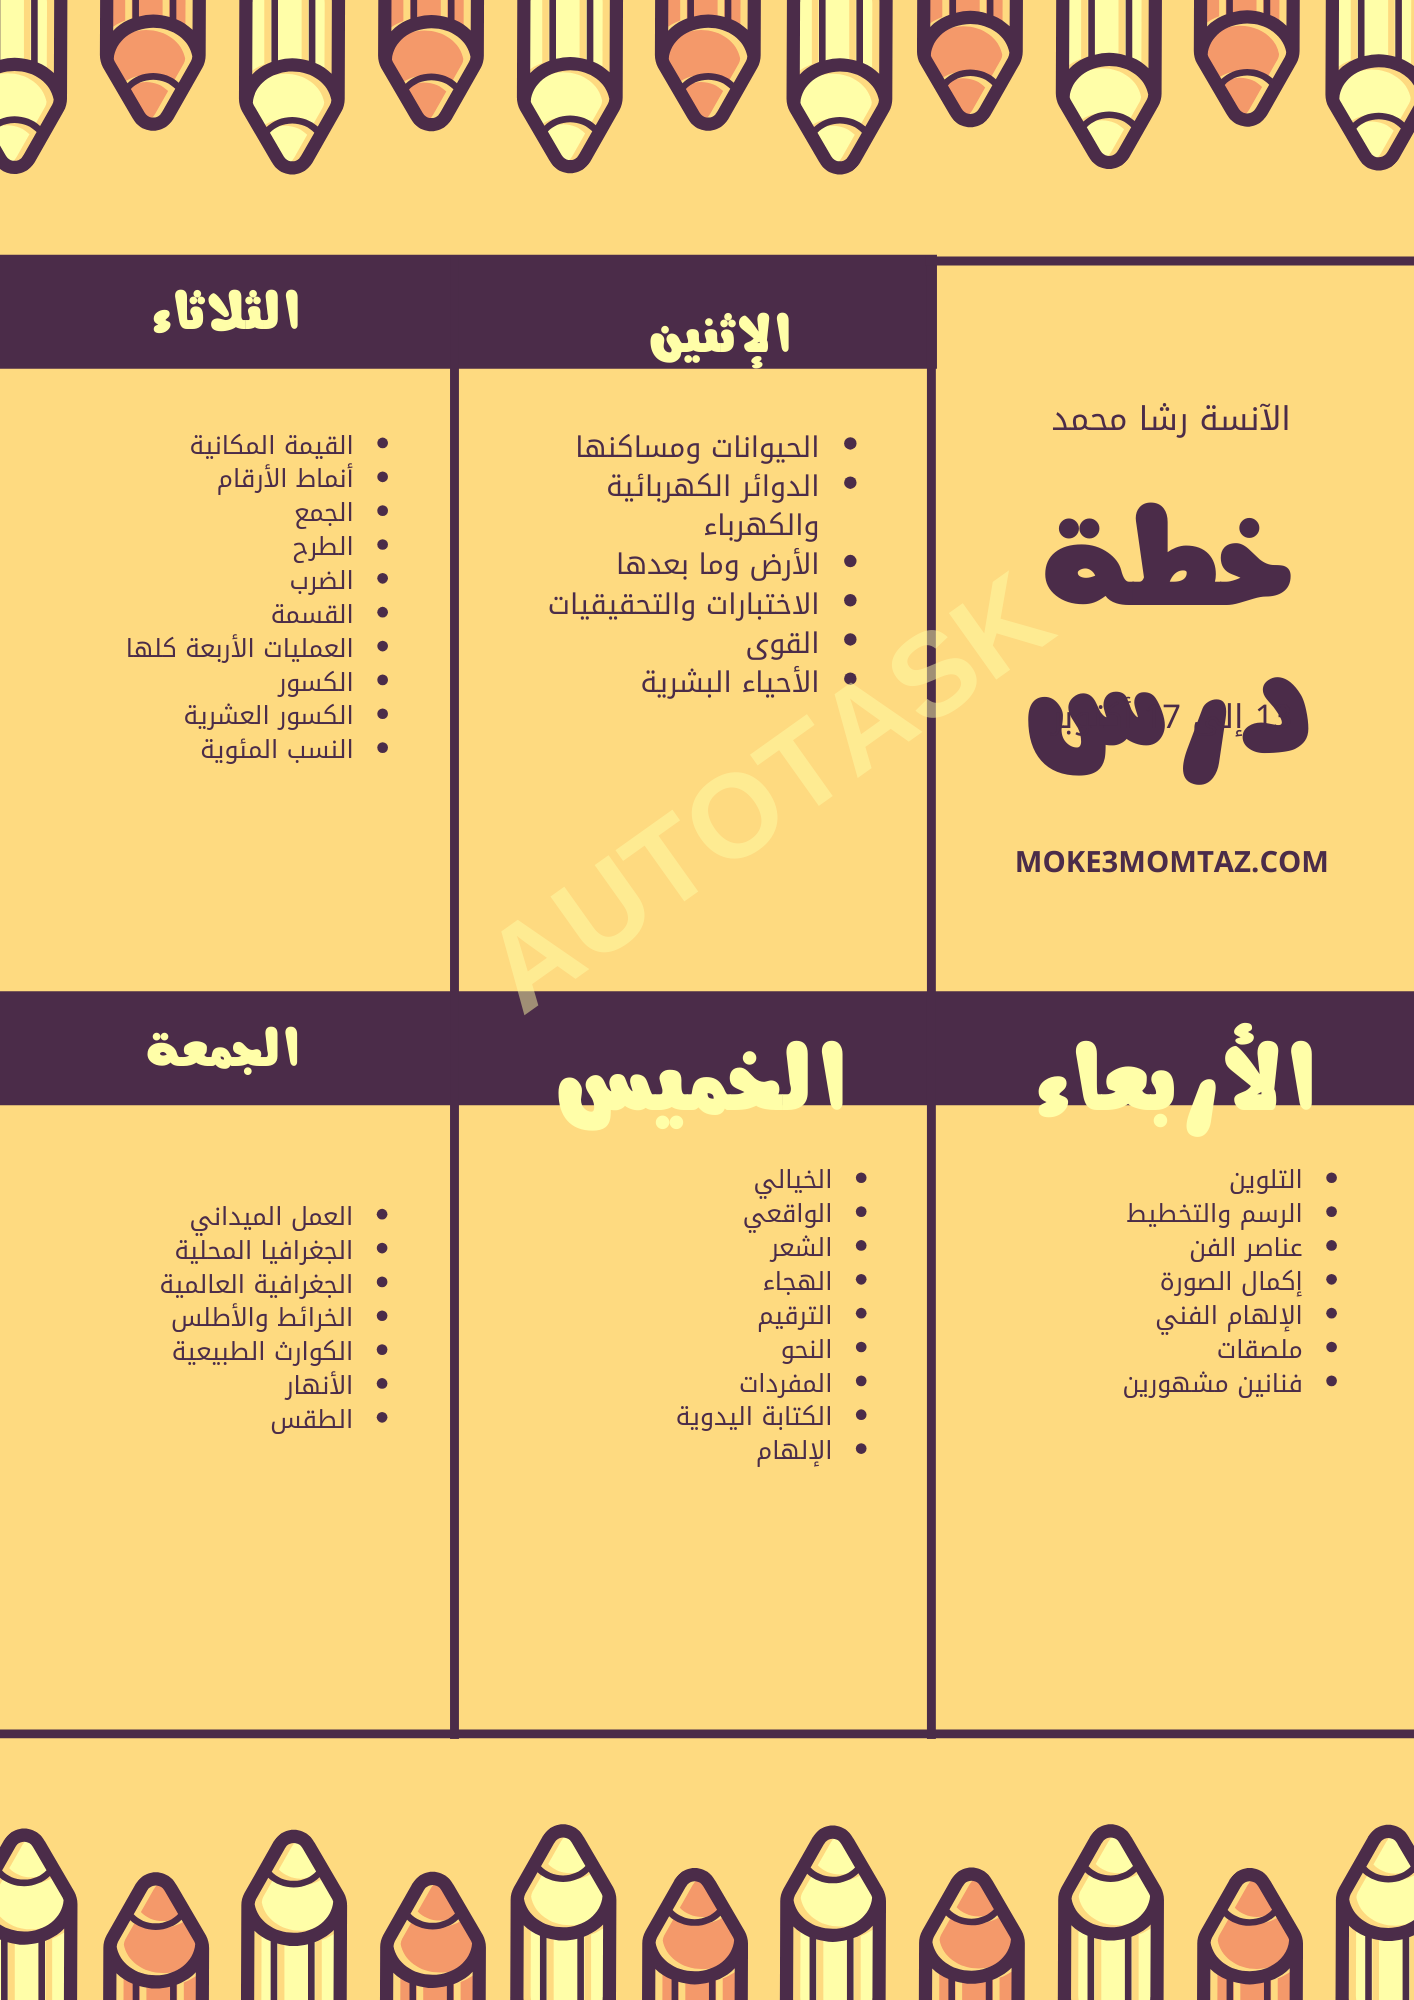 الآنسة رشا محمد
خطة
درس
MOKE3MOMTAZ.COM
الإثنين
الحيوانات ومساكنها
الدوائر الكهربائية
والكهرباء
الأرض وما بعدها
الاختبارات والتحقيقيات
القوى
الأحياء البشرية
الثلاثاء
القيمة المكانية
أنماط الأرقام
الجمع
الطرح
الضرب
القسمة
العمليات الأربعة كلها
الكسور
الكسور العشرية
النسب المئوية
AUTOTASK
الأربعاء
التلوين
الرسم والتخطيط
عناصر الفن
إكمال الصورة
الإلهام الفني
ملصقات
فنانين مشهورين
الخميس
الخيالي
الواقعي
الشعر
الهجاء
الترقيم
النحو
المفردات
الكتابة اليدوية
الإلهام
الجمعة
العمل الميداني
الجغرافيا المحلية
الجغرافية العالمية
الخرائط والأطلس
الكوارث الطبيعية
الأنهار
الطقس